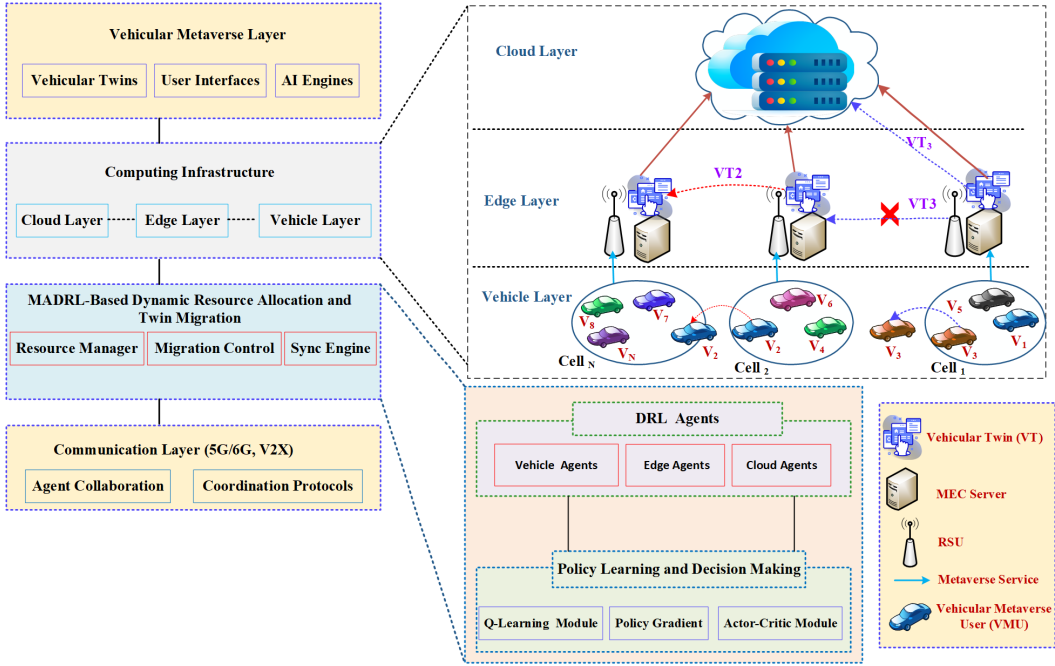 Vehicular Metaverse Layer
Vehicular Twins
User Interfaces
AI Engines
Computing Infrastructure
Cloud Layer
Edge Layer
Vehicle Layer
MADRL-Based Dynamic Resource Allocation and
Twin Migration
Resource Manager
Migration Control
Sync Engine
Communication Layer (5G/6G, V2X)
Agent Collaboration
Coordination Protocols
Cloud Layer
VT3
Edge Layer
VT2
VT3
Vehicle Layer
V8
V7
VN
V2
Cell N
V6
V2
V4
Cell 2
V5
V3
V3
V1
Cell 1
DRL Agents
Vehicle Agents
Edge Agents
Cloud Agents
Policy Learning and Decision Making
Q-Learning Module
Policy Gradient
Actor-Critic Module
Vehicular Twin (VT)
MEC Server
RSU
Metaverse Service
Vehicular Metaverse
User (VMU)